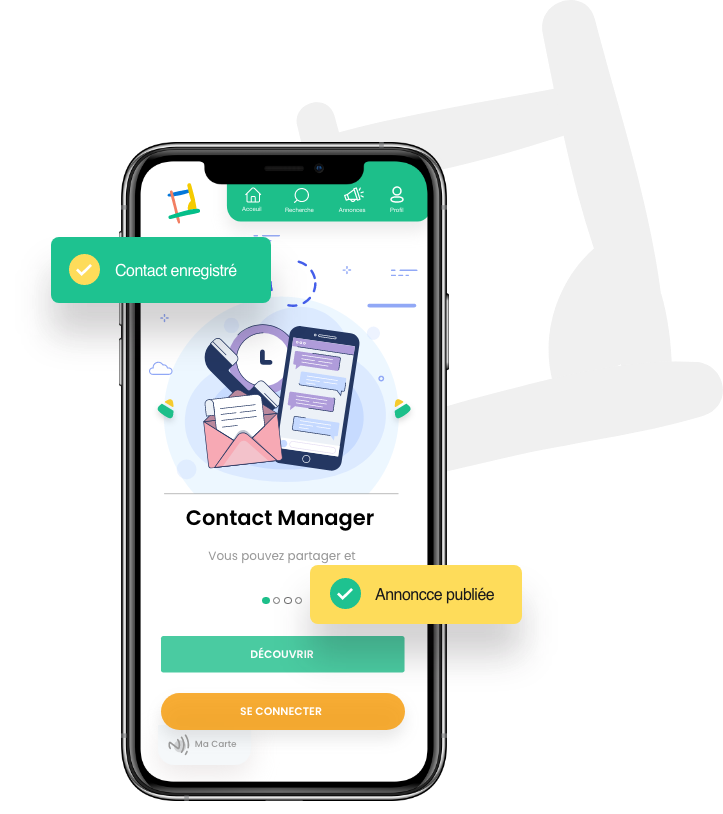 Accueil
Recherche
Annonces
Profil
Contact enregistré
Contact Manager
Vous pouvez partager et
Annoncce publiée
DÉCOUVRIR
SE CONNECTER
Ma Carte